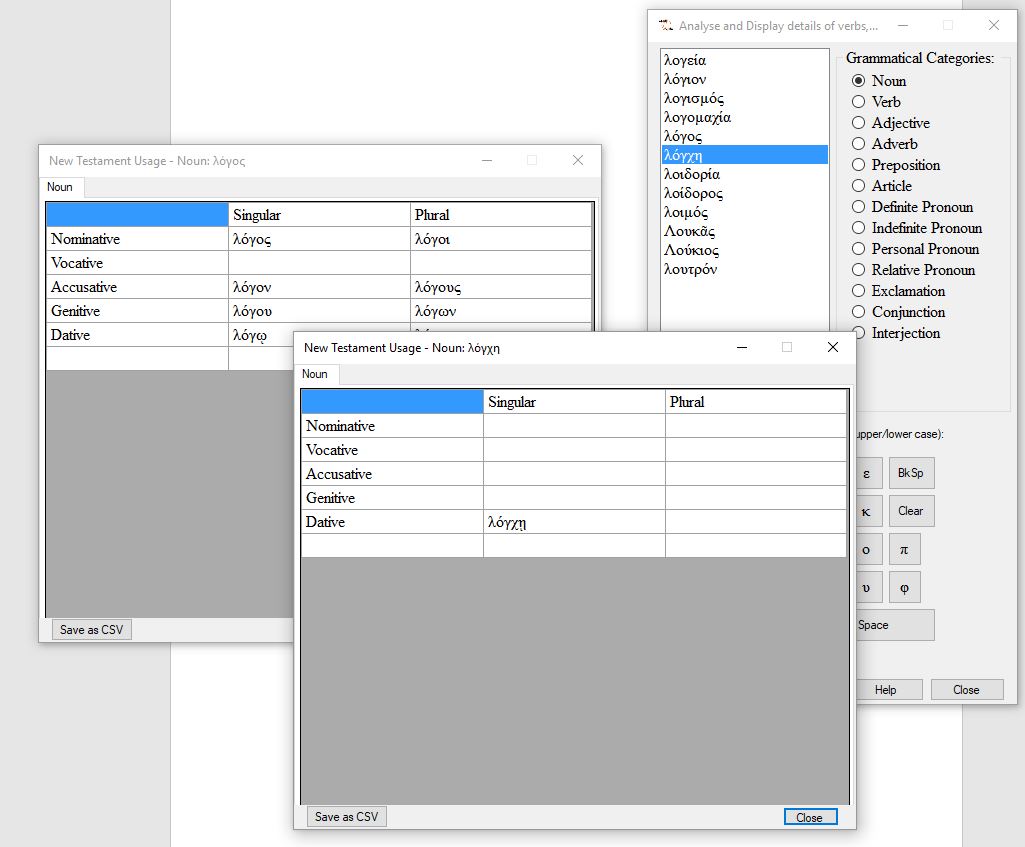 Analyse and Display details of verbs,...
λογεία
λόγιον
λογισμός
λογομαχία
λόγος
λόγχη
λοιδορία
λοίδορος
λοιμός
Λουκᾶς
Λούκιος
λουτρόν
Grammatical Categories:
Noun
Verb
Adjective
Adverb
Preposition
Article
Definite Pronoun
Indefinite Pronoun
Personal Pronoun
Relative Pronoun
Exclamation
Conjunction
Interjection
upper/lower case):
ε BkSp
κ Clear
ο π
υ φ
Space
Help Close
New Testament Usage - Noun: λόγος
Noun
Singular Plural
Nominative λόγος λόγοι
Vocative
Accusative λόγον λόγους
Genitive λόγου λόγων
Dative λόγῳ
Save as CSV
New Testament Usage - Noun: λόγχη
Noun
Singular Plural
Nominative
Vocative
Accusative
Genitive
Dative λόγχῃ
Save as CSV Close